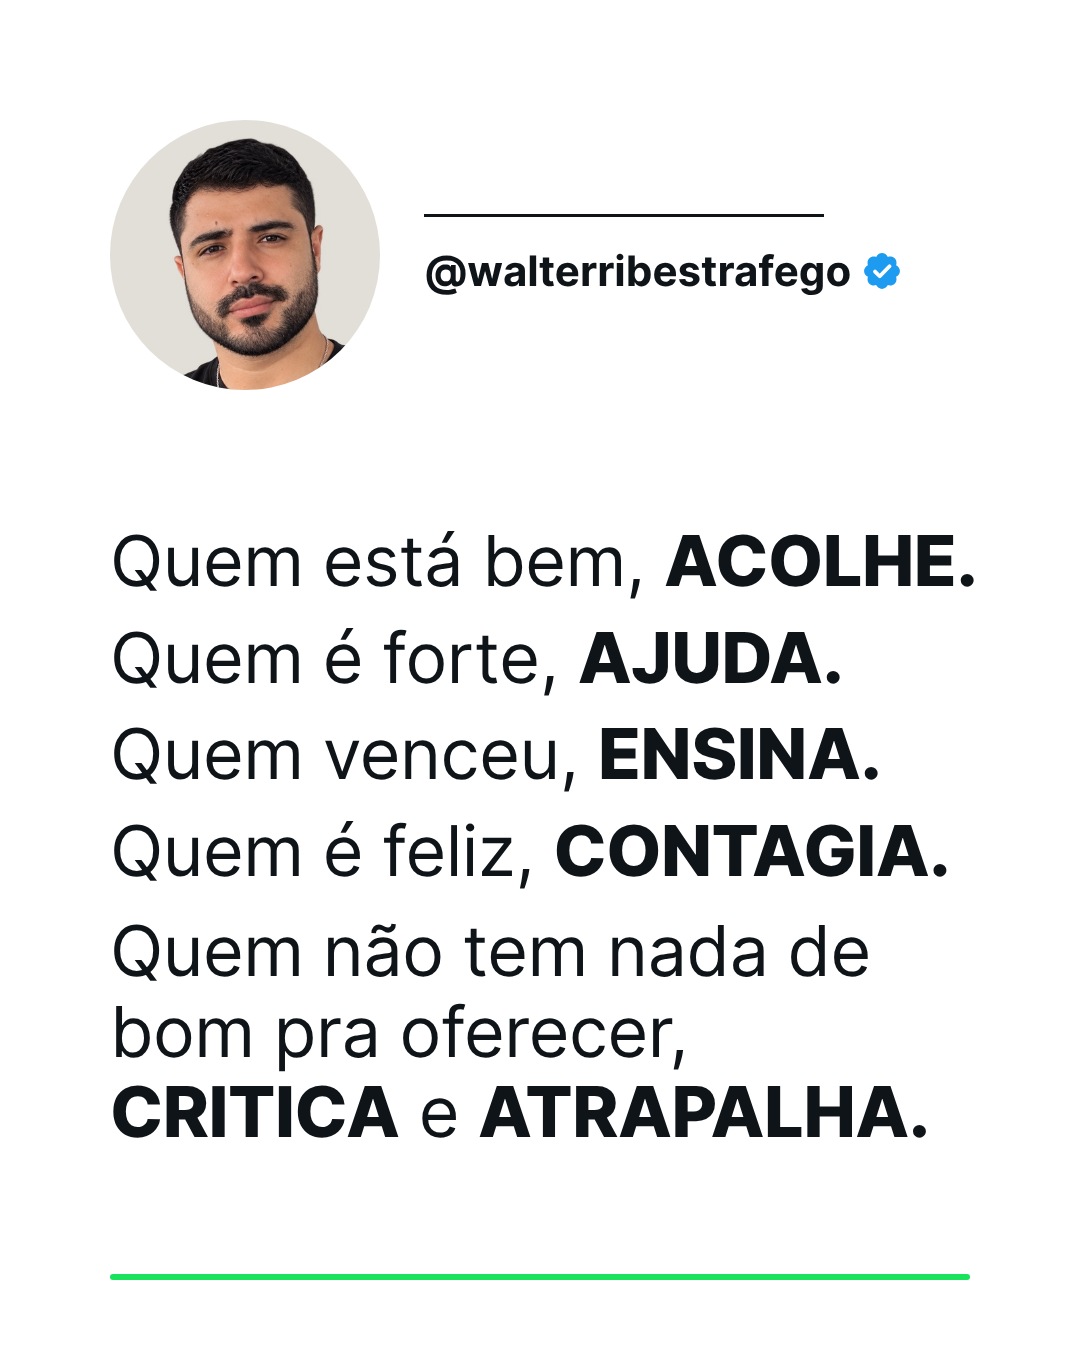 @walterribestrafego
Quem está bem, ACOLHE.
Quem é forte, AJUDA.
Quem venceu, ENSINA.
Quem é feliz, CONTAGIA.
Quem não tem nada de
bom pra oferecer,
CRITICA e ATRAPALHA.